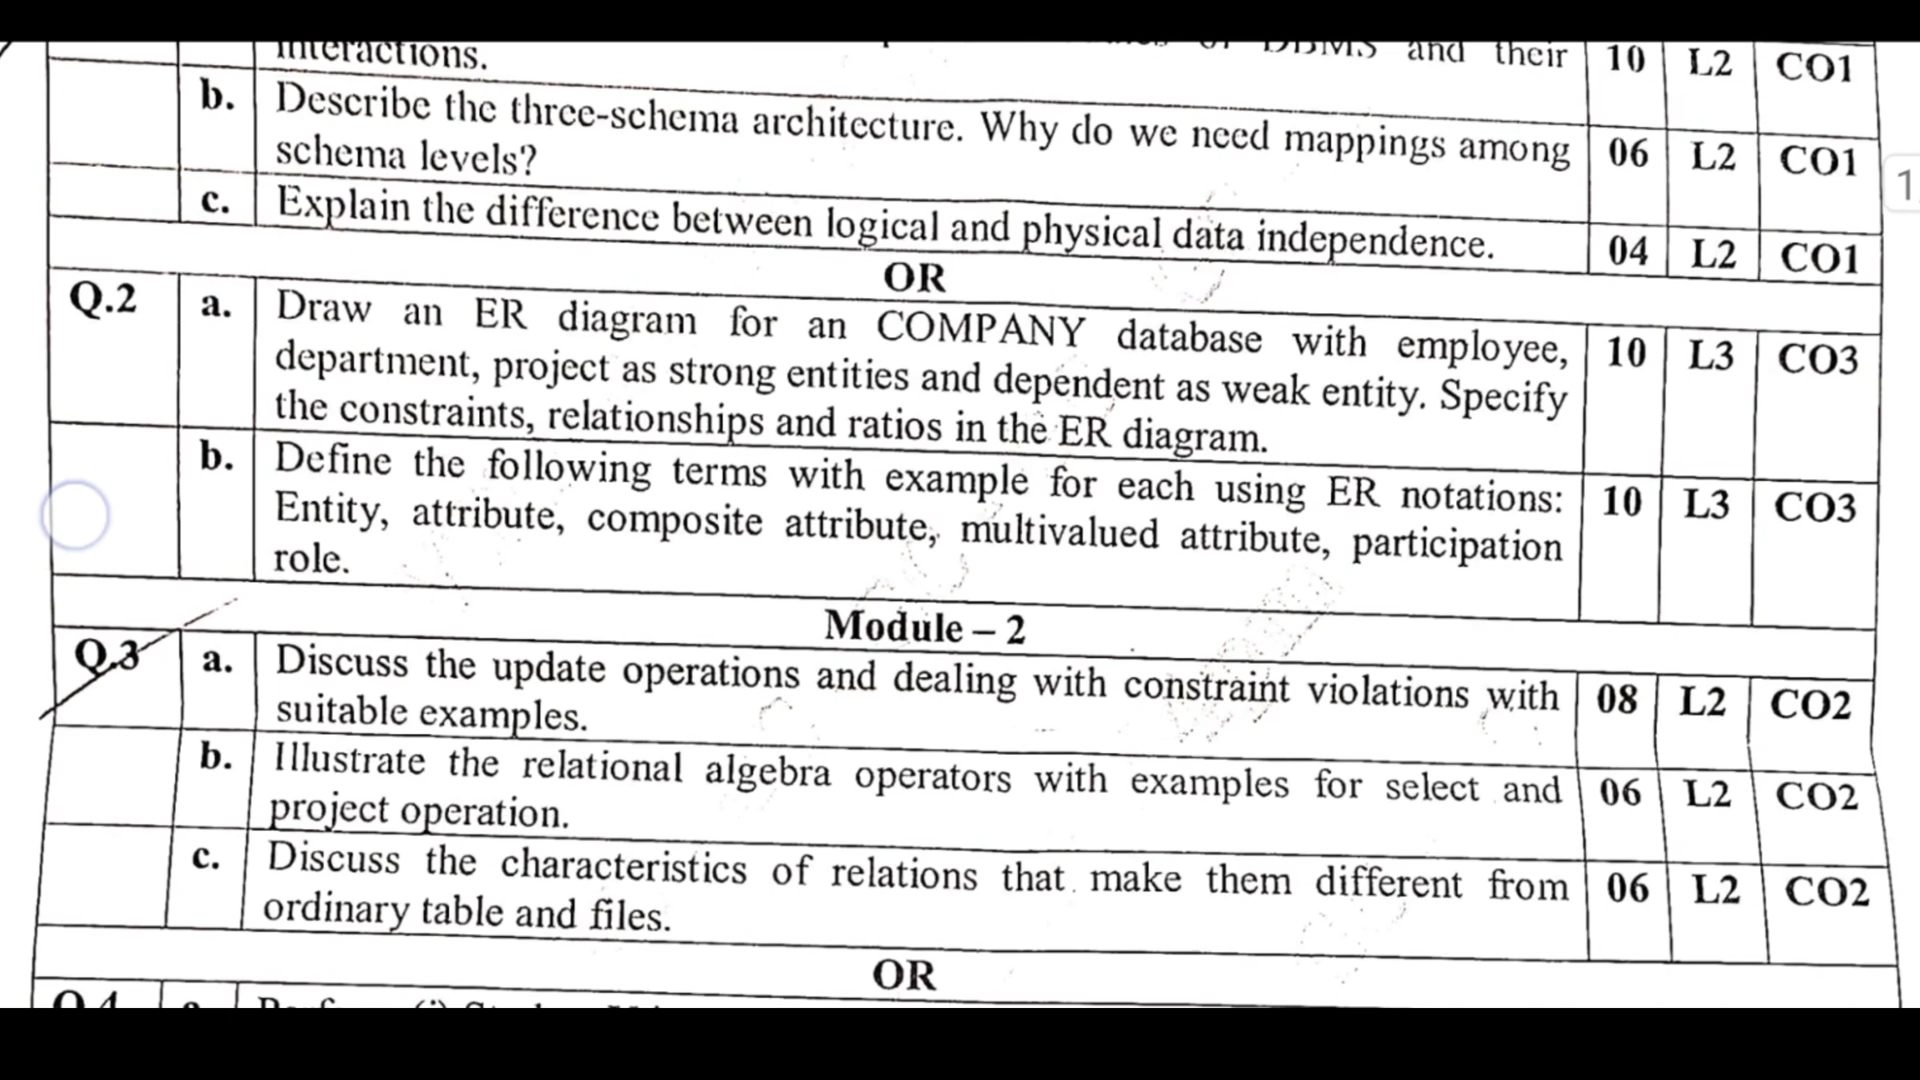 interactions. DBMS and their 10 L2 CO1
b. Describe the three-schema architecture. Why do we need mappings among 06 L2 CO1
schema levels?
c. Explain the difference between logical and physical data independence. 04 L2 CO1
OR
Q.2 a. Draw an ER diagram for an COMPANY database with employee, 10 L3 CO3
department, project as strong entities and dependent as weak entity. Specify
the constraints, relationships and ratios in the ER diagram.
b. Define the following terms with example for each using ER notations: 10 L3 CO3
Entity, attribute, composite attribute, multivalued attribute, participation
role.
Module – 2
Q.3 a. Discuss the update operations and dealing with constraint violations with 08 L2 CO2
suitable examples.
b. Illustrate the relational algebra operators with examples for select and 06 L2 CO2
project operation.
c. Discuss the characteristics of relations that make them different from 06 L2 CO2
ordinary table and files.
OR